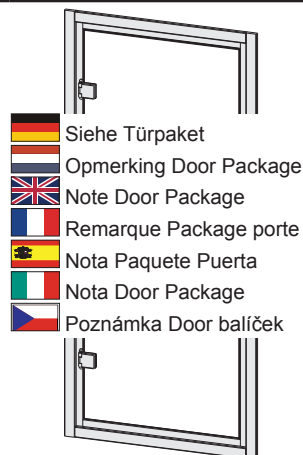 Siehe Türpaket
Opmerking Door Package
Note Door Package
Remarque Package porte
Nota Paquete Puerta
Nota Door Package
Poznámka Door balíček